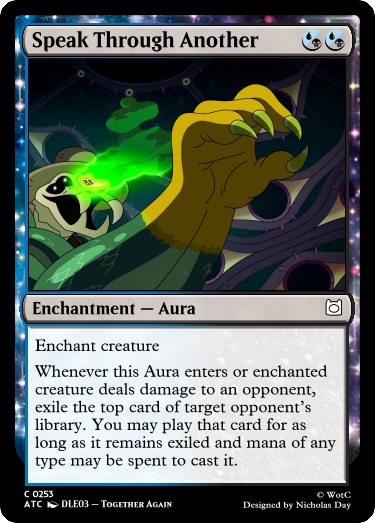 Speak Through Another
Enchantment — Aura
Enchant creature
Whenever this Aura enters or enchanted
creature deals damage to an opponent,
exile the top card of target opponent's
library. You may play that card for as
long as it remains exiled and mana of any
type may be spent to cast it.
C 0253
© WotC
ATC DLE03 — Together Again
Designed by Nicholas Day